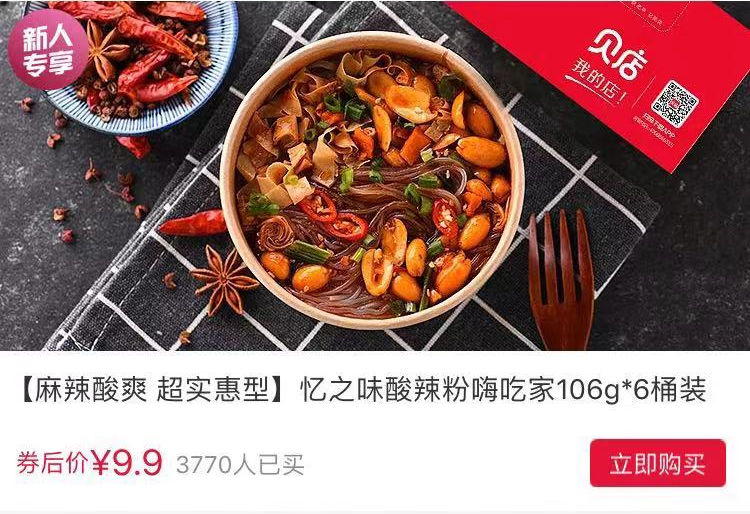 新人
专享
贝店
我的店！
【麻辣酸爽 超实惠型】忆之味酸辣粉嗨吃家106g*6桶装
券后价¥9.9 3770人已买
立即购买